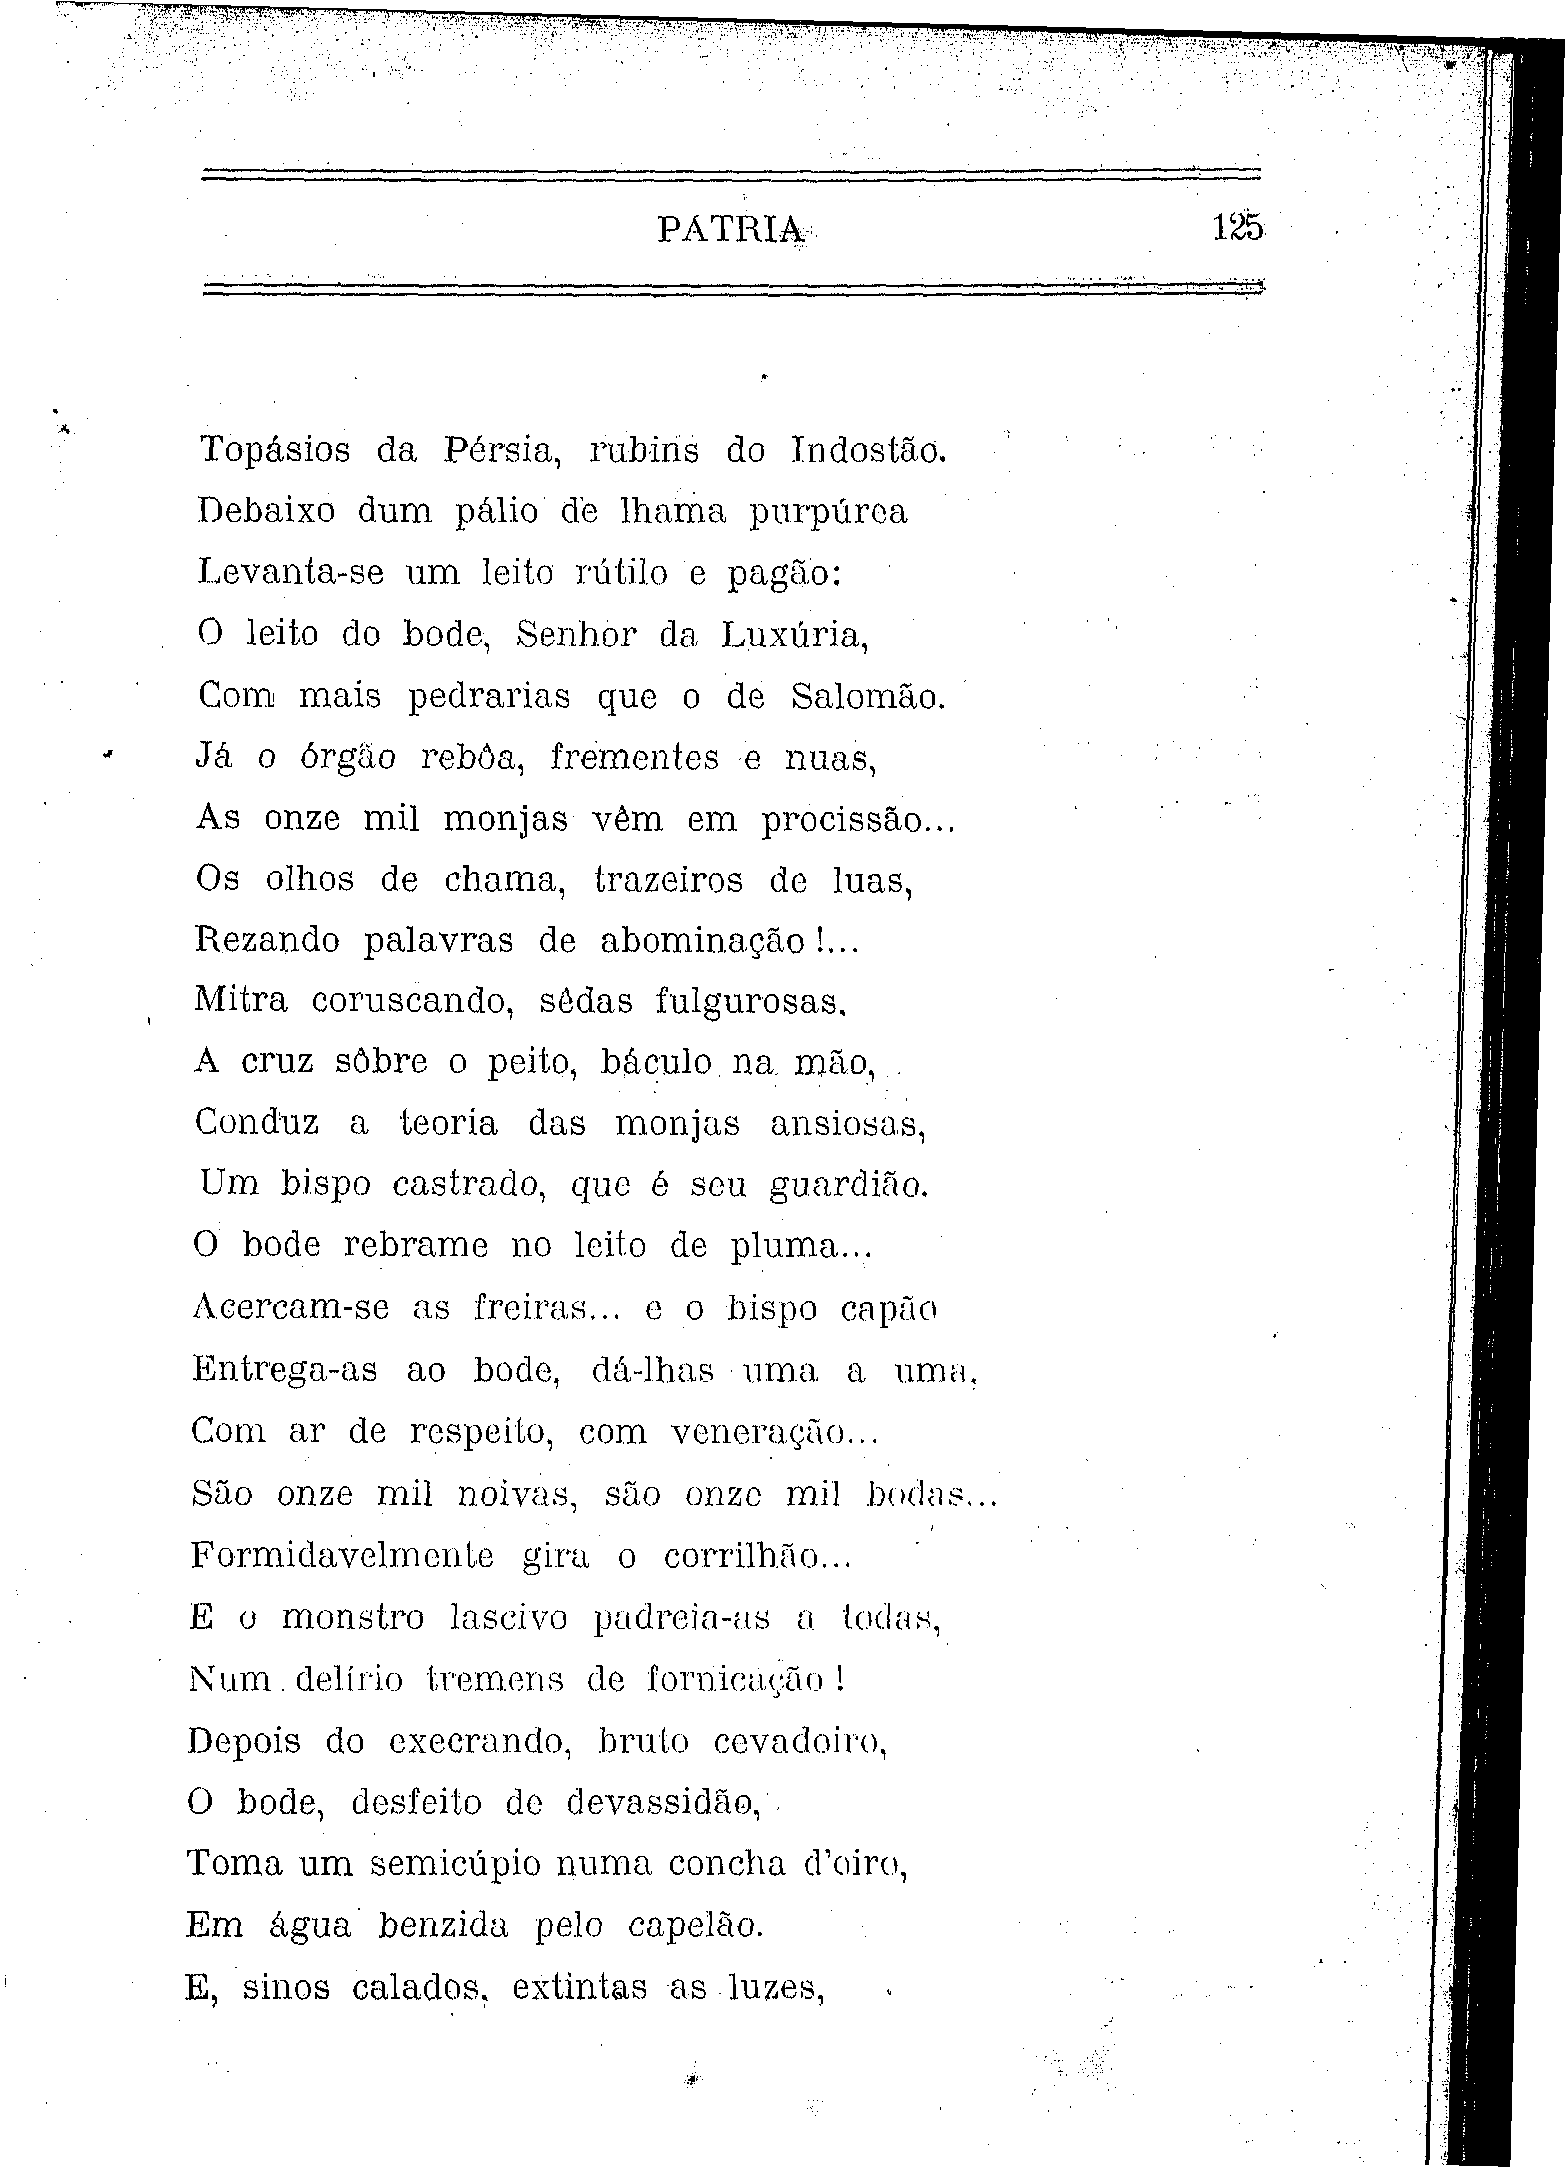 PÁTRIA 125
Topásios da Pérsia, rubins do Indostão.
Debaixo dum pálio de lhama purpúrea
Levanta-se um leito rútilo e pagão:
O leito do bode, Senhor da Luxúria,
Com mais pedrarias que o de Salomão.
Já o órgão rebôa, frementes e nuas,
As onze mil monjas vêm em procissão...
Os olhos de chama, trazeiros de luas,
Rezando palavras de abominação!...
Mitra coruscando, sêdas fulgurosas,
A cruz sôbre o peito, báculo na mão,
Conduz a teoria das monjas ansiosas,
Um bispo castrado, que é seu guardião.
O bode rebrame no leito de pluma...
Acercam-se as freiras... e o bispo capão
Entrega-as ao bode, dá-lhas uma a uma,
Com ar de respeito, com veneração...
São onze mil noivas, são onze mil bodas...
Formidavelmente gira o corrilhão...
E o monstro lascivo padreia-as a todas,
Num delírio tremens de fornicação!
Depois do execrando, bruto cevadoiro,
O bode, desfeito de devassidão,
Toma um semicúpio numa concha d'oiro,
Em água benzida pelo capelão.
E, sinos calados, extintas as luzes,